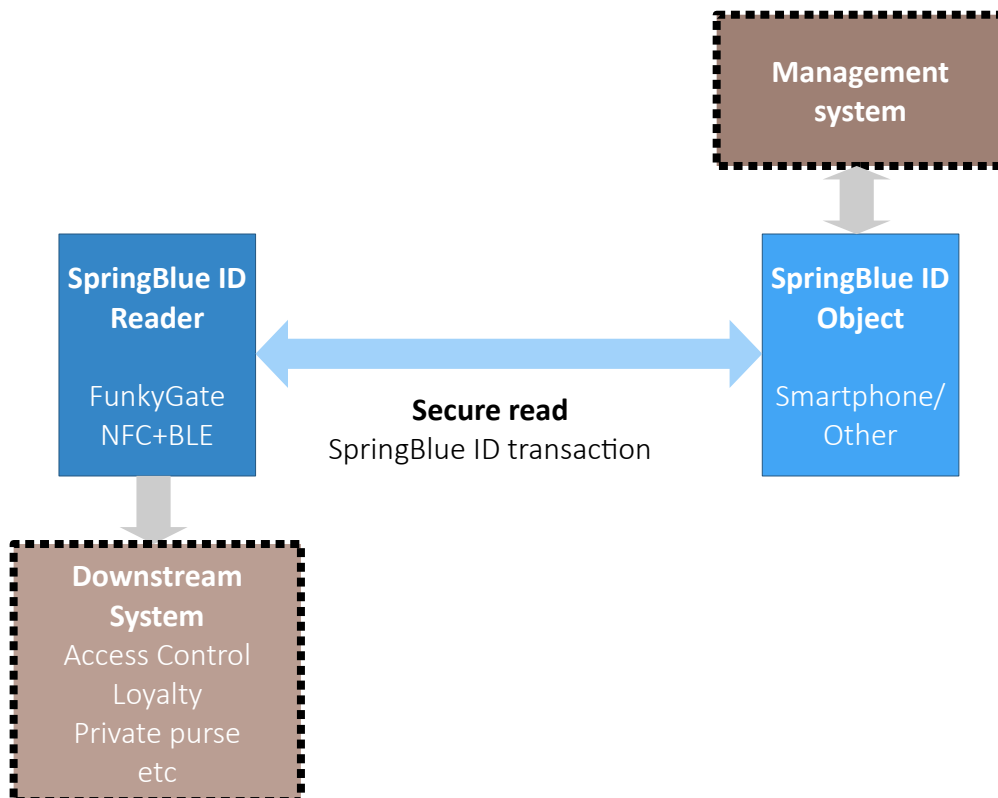 Management
system
SpringBlue ID
Reader
FunkyGate
NFC+BLE
Secure read
SpringBlue ID transaction
SpringBlue ID
Object
Smartphone/
Other
Downstream
System
Access Control
Loyalty
Private purse
etc